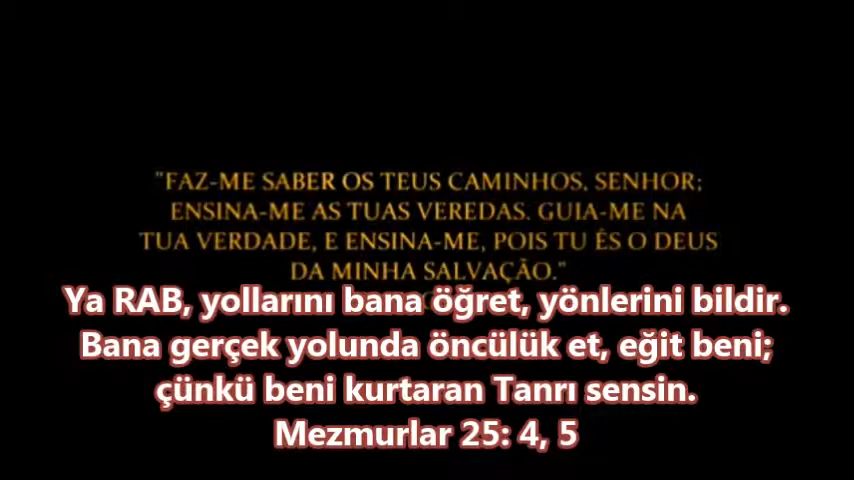 "FAZ-ME SABER OS TEUS CAMINHOS, SENHOR;
ENSINA-ME AS TUAS VEREDAS. GUIA-ME NA
TUA VERDADE, E ENSINA-ME, POIS TU ÉS O DEUS
DA MINHA SALVAÇÃO."
Ya RAB, yollarını bana öğret, yönlerini bildir.
Bana gerçek yolunda öncülük et, eğit beni;
çünkü beni kurtaran Tanrı sensin.
Mezmurlar 25: 4, 5